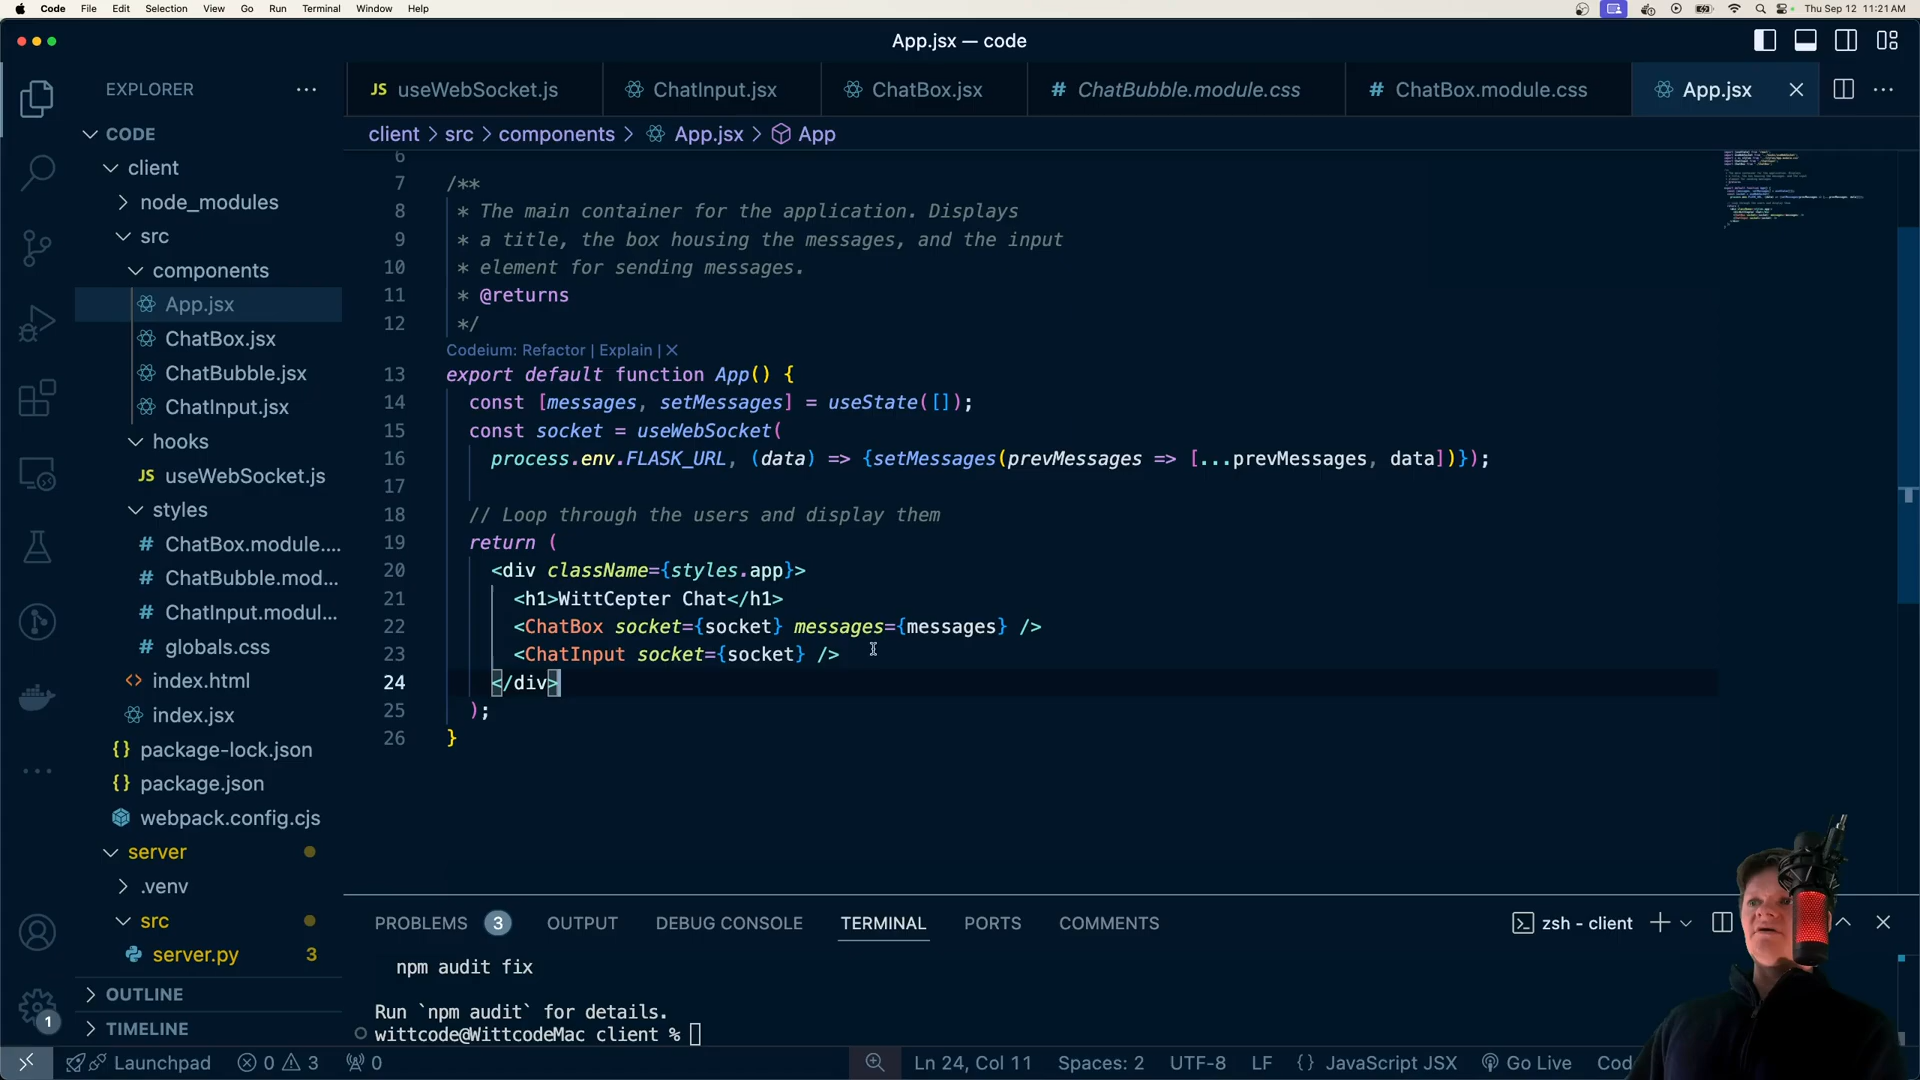 Code File Edit Selection View Go Run Terminal Window Help Thu Sep 12 11:21 AM
App.jsx — code
EXPLORER
JS useWebSocket.js ChatInput.jsx ChatBox.jsx # ChatBubble.module.css # ChatBox.module.css App.jsx
client > src > components > App.jsx > App
CODE
client
node_modules
src
components
App.jsx
ChatBox.jsx
ChatBubble.jsx
ChatInput.jsx
hooks
JS useWebSocket.js
styles
# ChatBox.module....
# ChatBubble.mod...
# ChatInput.modul...
# globals.css
<> index.html
index.jsx
{} package-lock.json
{} package.json
webpack.config.cjs
server
.venv
src
server.py 3
OUTLINE
TIMELINE
1
6
7 /**
8 * The main container for the application. Displays
9 * a title, the box housing the messages, and the input
10 * element for sending messages.
11 * @returns
12 */
Codeium: Refactor | Explain | ✕
13 export default function App() {
14 const [messages, setMessages] = useState([]);
15 const socket = useWebSocket(
16 process.env.FLASK_URL, (data) => {setMessages(prevMessages => [...prevMessages, data])});
17
18 // Loop through the users and display them
19 return (
20 <div className={styles.app}>
21 <h1>WittCepter Chat</h1>
22 <ChatBox socket={socket} messages={messages} />
23 <ChatInput socket={socket} />
24 </div>
25 );
26 }
PROBLEMS 3 OUTPUT DEBUG CONSOLE TERMINAL PORTS COMMENTS zsh - client
npm audit fix
Run `npm audit` for details.
wittcode@WittcodeMac client %
Launchpad 0 3 0 Ln 24, Col 11 Spaces: 2 UTF-8 LF {} JavaScript JSX Go Live